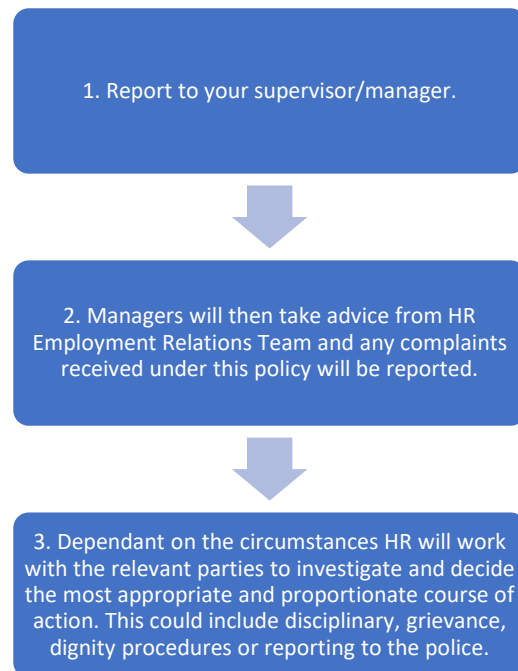 1. Report to your supervisor/manager.
2. Managers will then take advice from HR
Employment Relations Team and any complaints
received under this policy will be reported.
3. Dependant on the circumstances HR will work
with the relevant parties to investigate and decide
the most appropriate and proportionate course of
action. This could include disciplinary, grievance,
dignity procedures or reporting to the police.